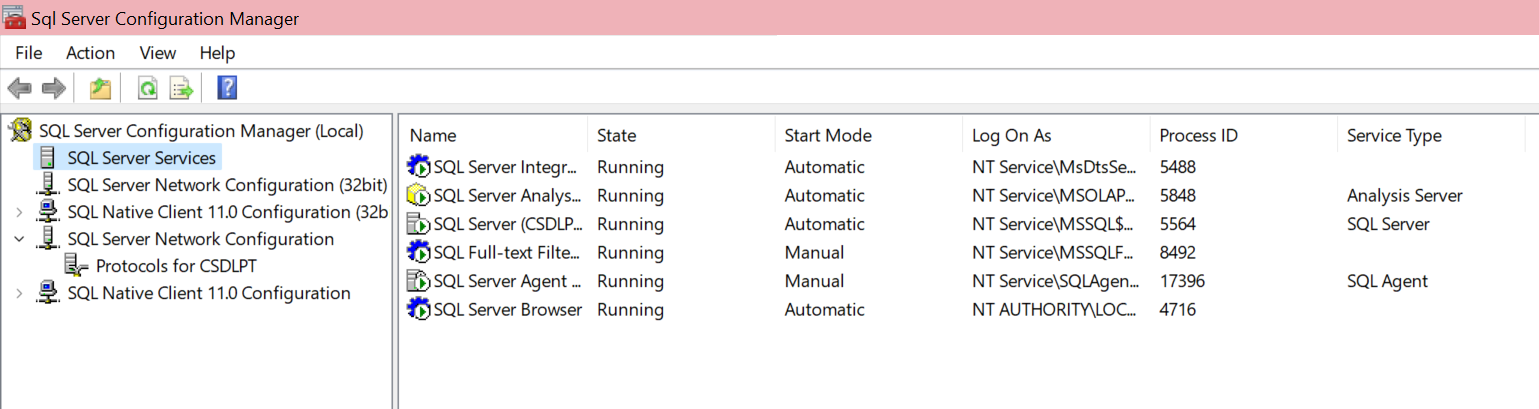 Sql Server Configuration Manager
File Action View Help
SQL Server Configuration Manager (Local)
SQL Server Services
SQL Server Network Configuration (32bit)
SQL Native Client 11.0 Configuration (32b
SQL Server Network Configuration
Protocols for CSDLPT
SQL Native Client 11.0 Configuration
Name State Start Mode Log On As Process ID Service Type
SQL Server Integr... Running Automatic NT Service\MsDtsSe... 5488
SQL Server Analys... Running Automatic NT Service\MSOLAP... 5848 Analysis Server
SQL Server (CSDLP... Running Automatic NT Service\MSSQL$... 5564 SQL Server
SQL Full-text Filte... Running Manual NT Service\MSSQLF... 8492
SQL Server Agent ... Running Manual NT Service\SQLAgen... 17396 SQL Agent
SQL Server Browser Running Automatic NT AUTHORITY\LOC... 4716